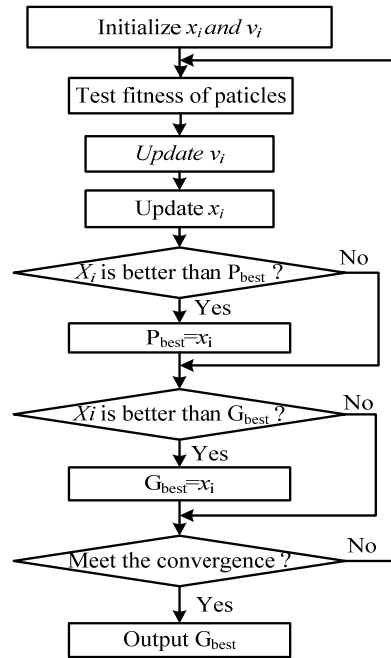 Initialize xi and vi
Test fitness of paticles
Update vi
Update xi
Xi is better than Pbest ?
No
Yes
Pbest=xi
Xi is better than Gbest ?
No
Yes
Gbest=xi
Meet the convergence ?
No
Yes
Output Gbest